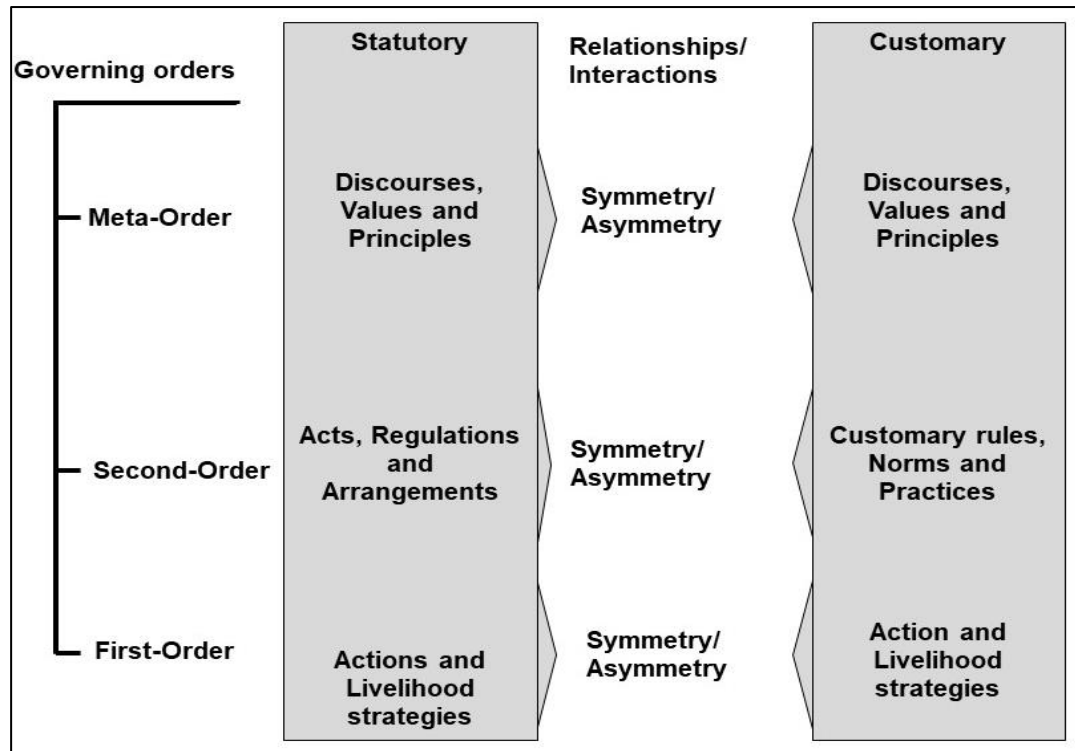 Statutory
Relationships/
Interactions
Customary
Governing orders
Meta-Order
Discourses,
Values and
Principles
Symmetry/
Asymmetry
Discourses,
Values and
Principles
Second-Order
Acts, Regulations
and
Arrangements
Symmetry/
Asymmetry
Customary rules,
Norms and
Practices
First-Order
Actions and
Livelihood
strategies
Symmetry/
Asymmetry
Action and
Livelihood
strategies